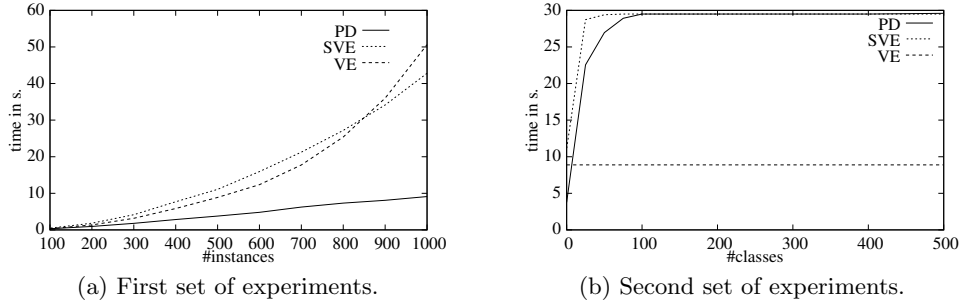 60
50
40
30
20
10
0
100 200 300 400 500 600 700 800 900 1000
time in s.
#instances
PD
SVE
VE
(a) First set of experiments.
30
25
20
15
10
5
0
0 100 200 300 400 500
time in s.
#classes
PD
SVE
VE
(b) Second set of experiments.